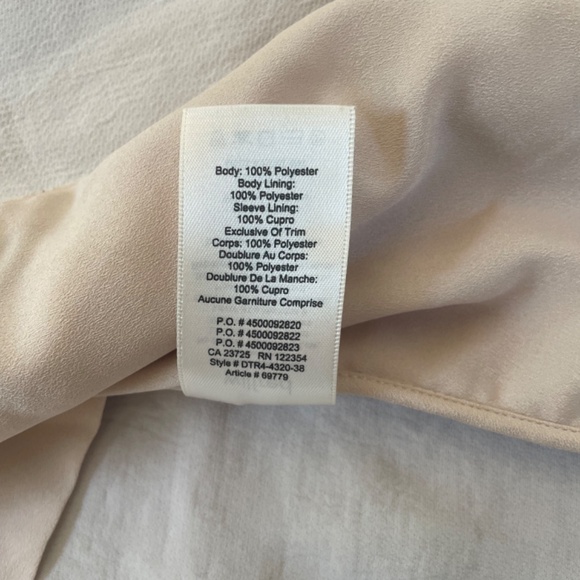 Body: 100% Polyester
Body Lining:
100% Polyester
Sleeve Lining:
100% Cupro
Exclusive Of Trim
Corps: 100% Polyester
Doublure Au Corps:
100% Polyester
Doublure De La Manche:
100% Cupro
Aucune Garniture Comprise
P.O. # 4500092820
P.O. # 4500092822
P.O. # 4500092823
CA 23725 RN 122354
Style # DTR4-4320-38
Article # 69779